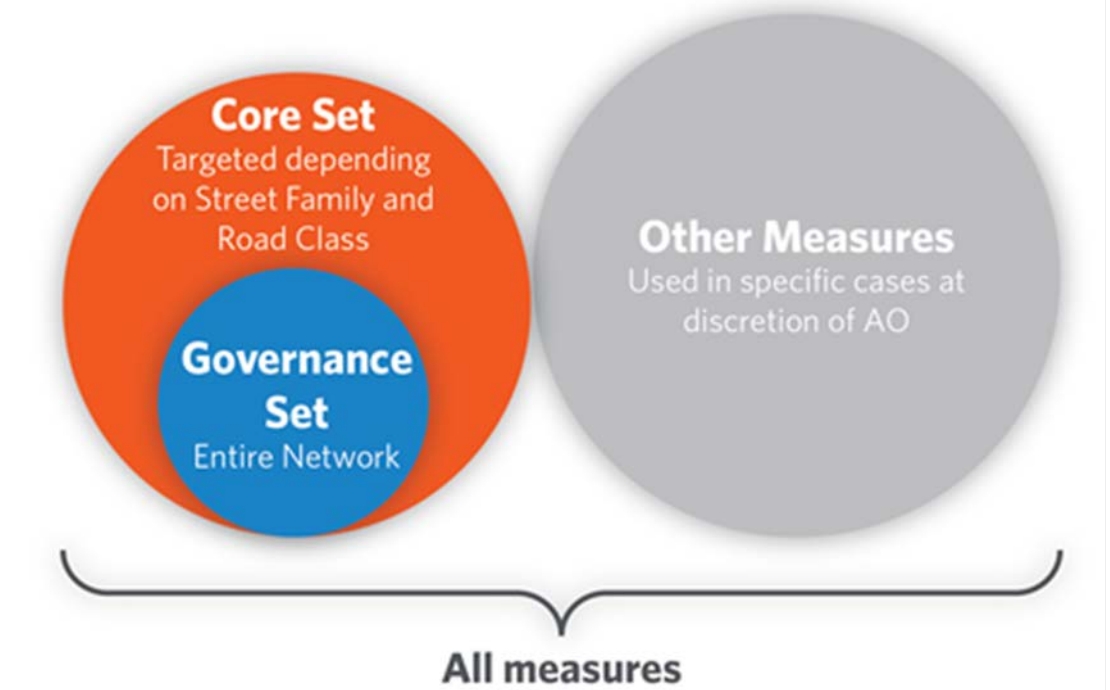 Core Set
Targeted depending
on Street Family and
Road Class
Governance
Set
Entire Network
Other Measures
Used in specific cases at
discretion of AO
All measures